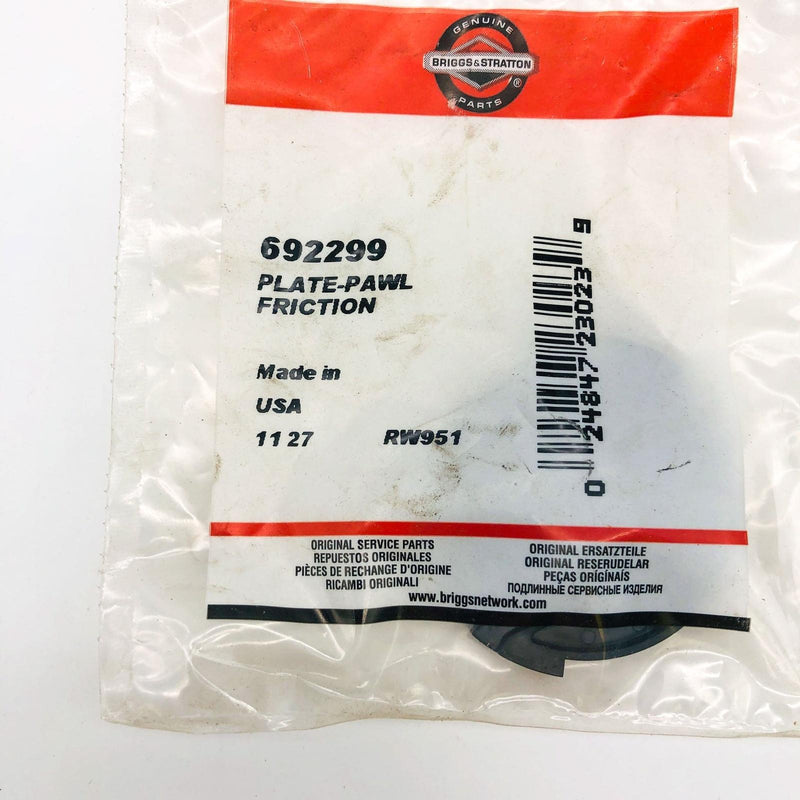 GENUINE
BRIGGS&STRATTON
®
PARTS
692299
PLATE-PAWL
FRICTION
Made in
USA
11 27 RW951
0 24847 23023 9
ORIGINAL SERVICE PARTS
REPUESTOS ORIGINALES
PIÈCES DE RECHANGE D'ORIGINE
RICAMBI ORIGINALI
ORIGINAL ERSATZTEILE
ORIGINAL RESERUDELAR
PEÇAS ORIGÍNAIS
ПОДЛИННЫЕ СЕРВИСНЫЕ ИЗДЕЛИЯ
www.briggsnetwork.com